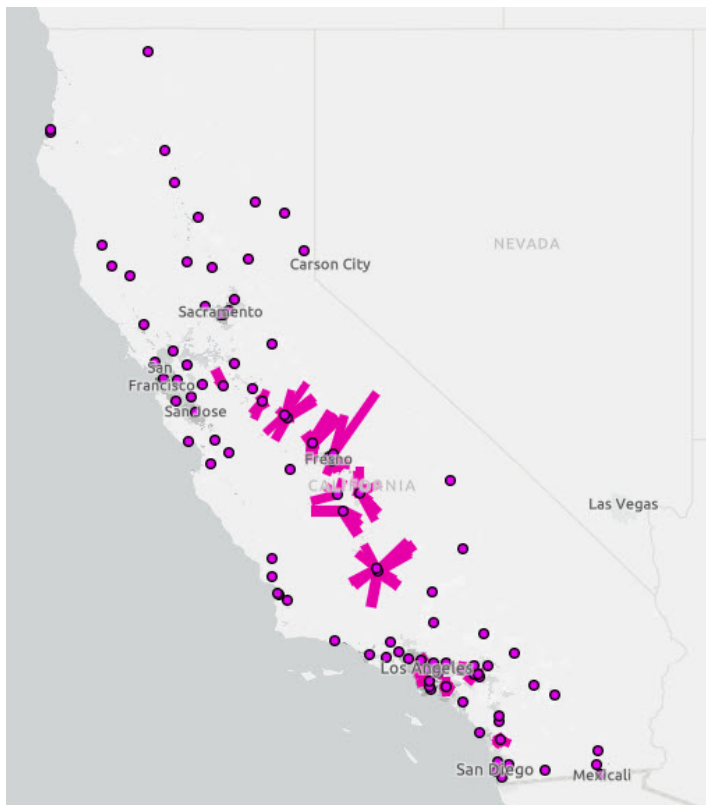 NEVADA
Carson City
Sacramento
San
Francisco
San Jose
Fresno
CALIFORNIA
Las Vegas
Los Angeles
San Diego
Mexicali